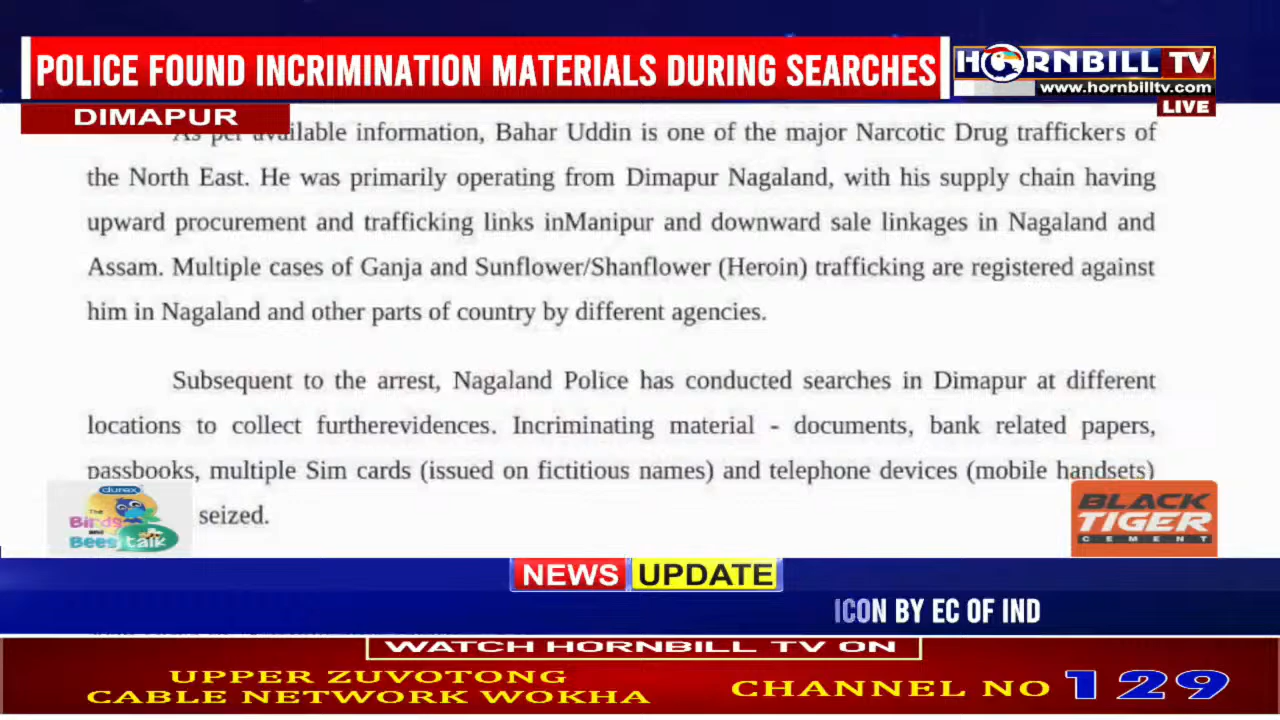 POLICE FOUND INCRIMINATION MATERIALS DURING SEARCHES
HORNBILL TV
www.hornbilltv.com
LIVE
DIMAPUR
As per available information, Bahar Uddin is one of the major Narcotic Drug traffickers of
the North East. He was primarily operating from Dimapur Nagaland, with his supply chain having
upward procurement and trafficking links inManipur and downward sale linkages in Nagaland and
Assam. Multiple cases of Ganja and Sunflower/Shanflower (Heroin) trafficking are registered against
him in Nagaland and other parts of country by different agencies.
Subsequent to the arrest, Nagaland Police has conducted searches in Dimapur at different
locations to collect furtherevidences. Incriminating material - documents, bank related papers,
passbooks, multiple Sim cards (issued on fictitious names) and telephone devices (mobile handsets)
seized.
durex
The
Birds
and
Bees talk
BLACK
TIGER
CEMENT
NEWS UPDATE
ICON BY EC OF IND
WATCH HORNBILL TV ON
UPPER ZUVOTONG
CABLE NETWORK WOKHA
CHANNEL NO 129